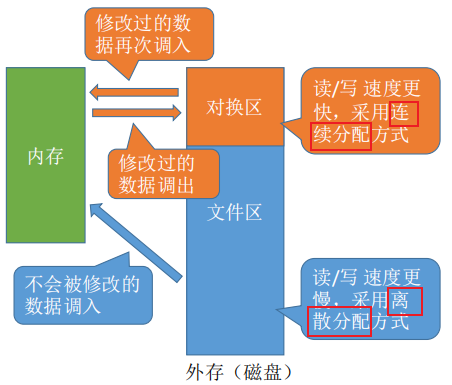 修改过的数
据再次调入
对换区
读/写 速度更
快，采用连
续分配方式
内存
修改过的
数据调出
文件区
不会被修改的
数据调入
读/写 速度更
慢，采用离
散分配方式
外存（磁盘）